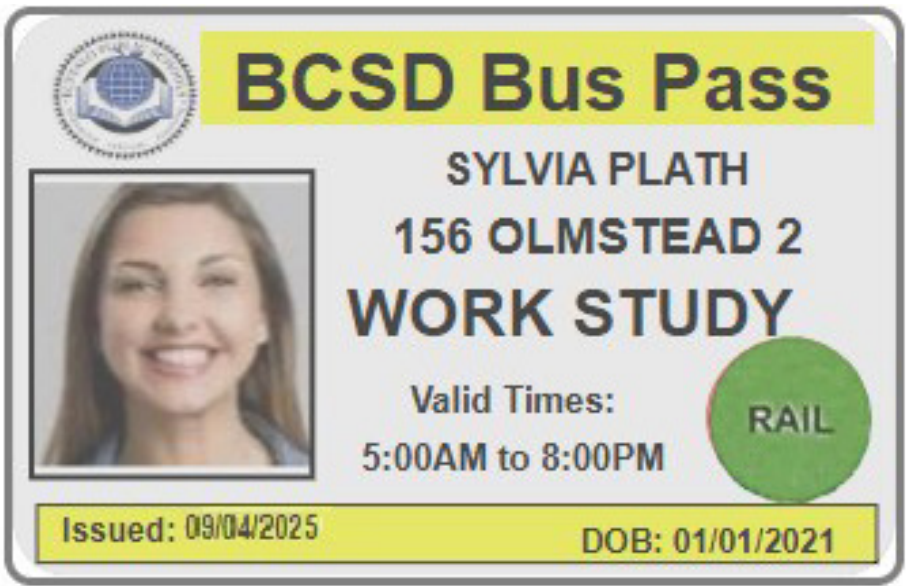 BCSD Bus Pass
SYLVIA PLATH
156 OLMSTEAD 2
WORK STUDY
Valid Times:
5:00AM to 8:00PM
RAIL
Issued: 09/04/2025
DOB: 01/01/2021